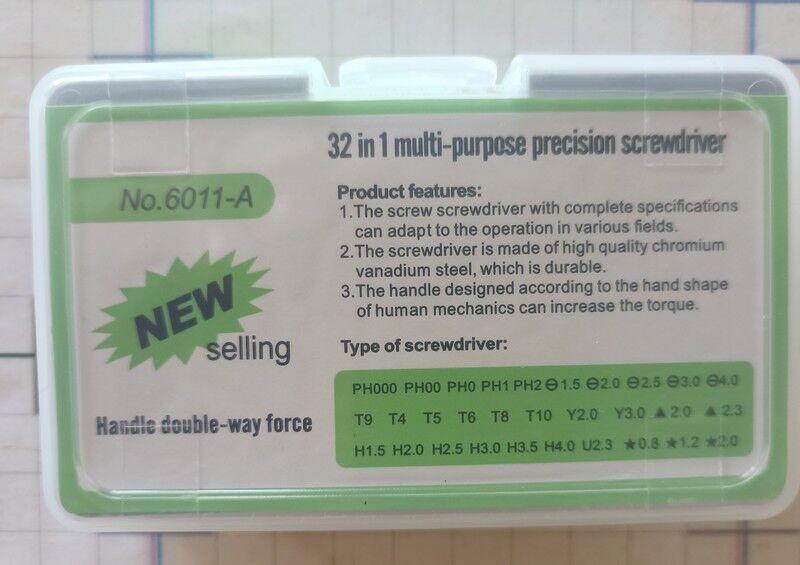 32 in 1 multi-purpose precision screwdriver
No.6011-A
Product features:
1.The screw screwdriver with complete specifications
can adapt to the operation in various fields.
2.The screwdriver is made of high quality chromium
vanadium steel, which is durable.
3.The handle designed according to the hand shape
of human mechanics can increase the torque.
NEW
selling
Handle double-way force
Type of screwdriver:
PH000 PH00 PH0 PH1 PH2 ⊖1.5 ⊖2.0 ⊖2.5 ⊖3.0 ⊖4.0
T9 T4 T5 T6 T8 T10 Y2.0 Y3.0 ▲2.0 ▲2.3
H1.5 H2.0 H2.5 H3.0 H3.5 H4.0 U2.3 ★0.8 ★1.2 ★2.0